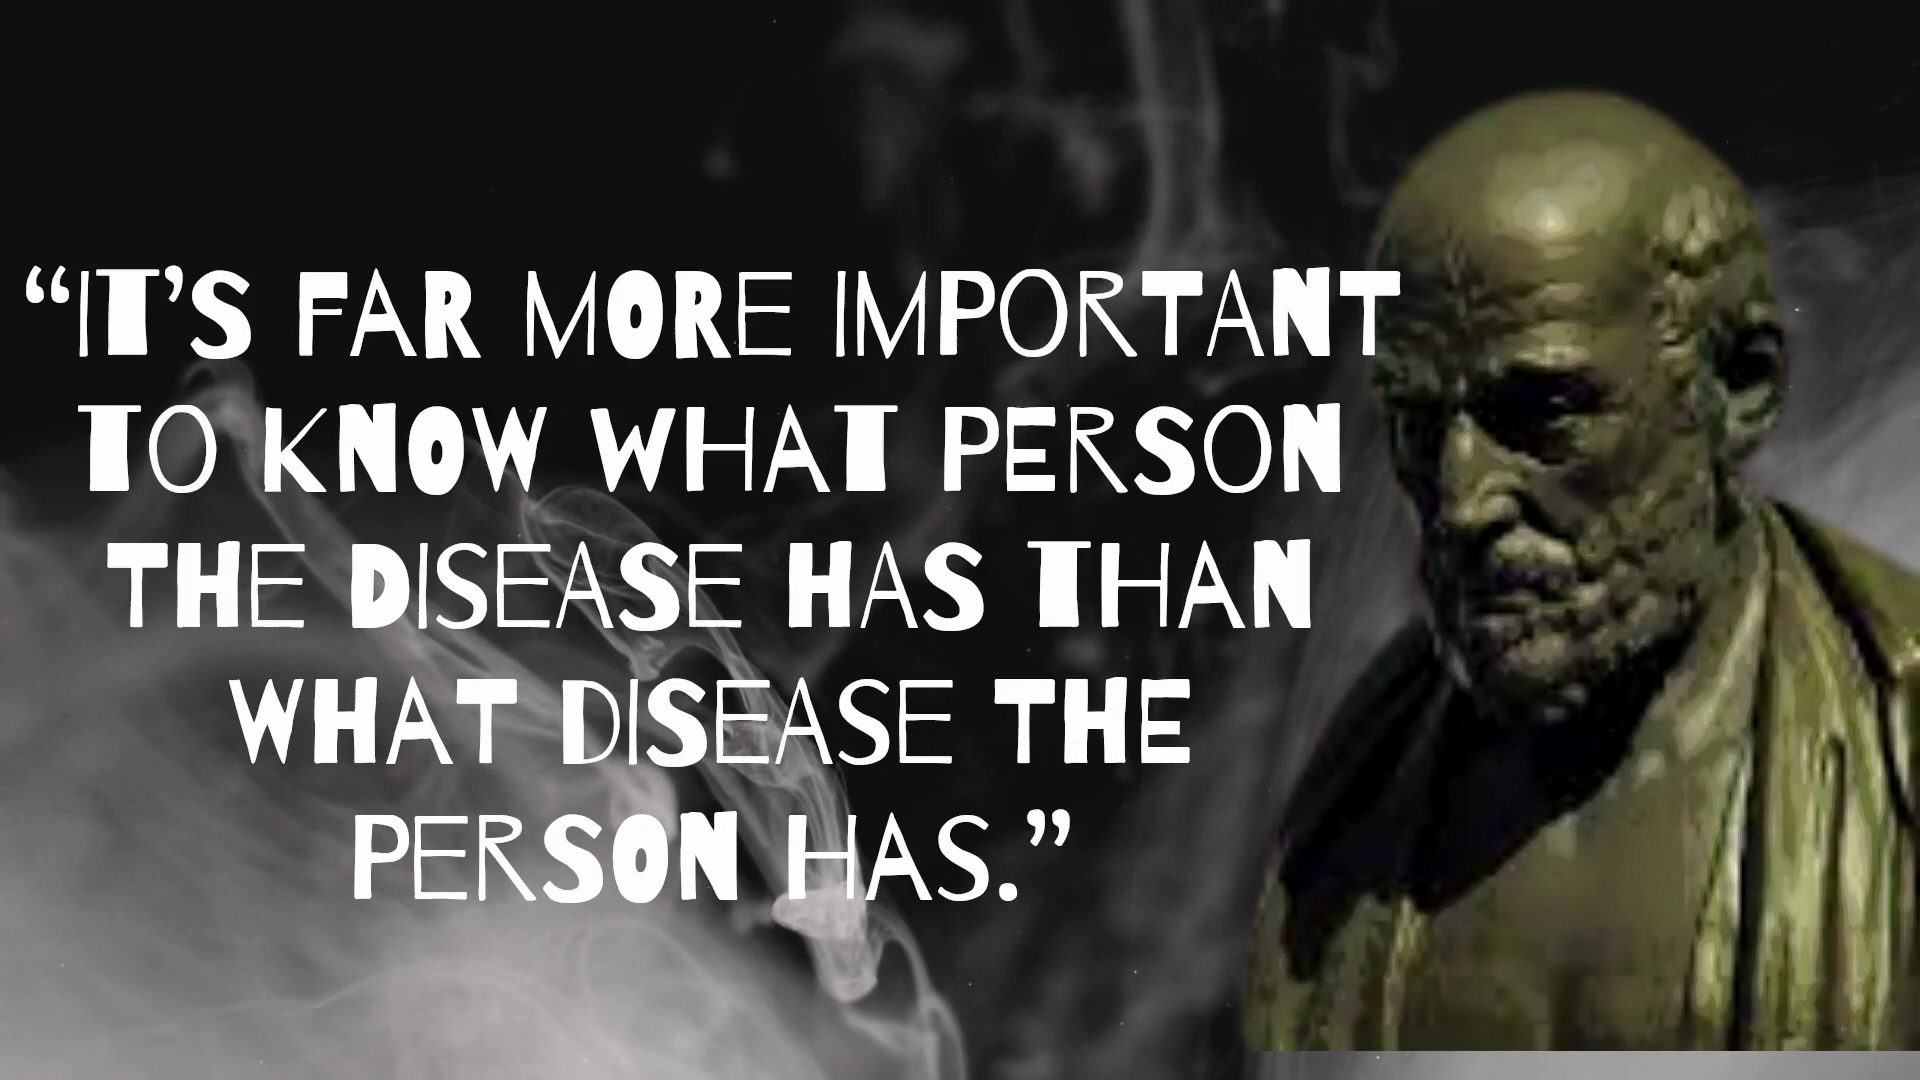 “IT’S FAR MORE IMPORTANT
TO KNOW WHAT PERSON
THE DISEASE HAS THAN
WHAT DISEASE THE
PERSON HAS.”